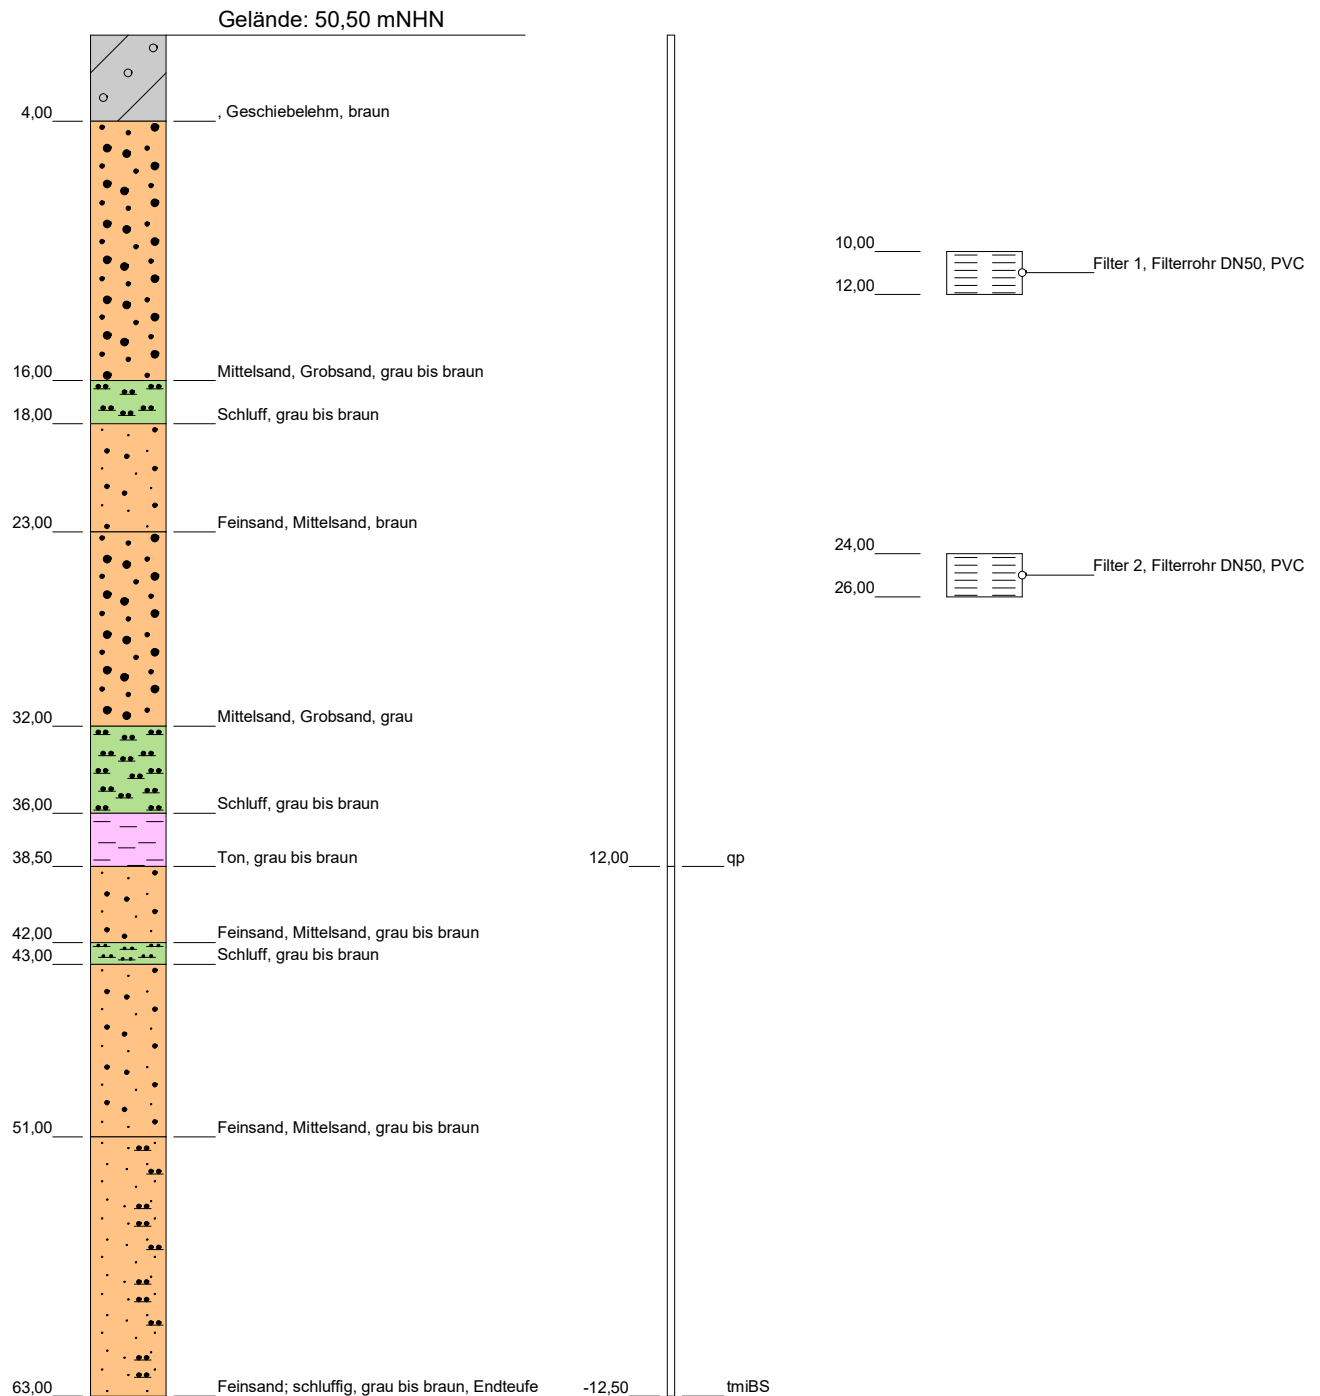 Gelände: 50,50 mNHN
4,00 , Geschiebelehm, braun
10,00
Filter 1, Filterrohr DN50, PVC
12,00
16,00 Mittelsand, Grobsand, grau bis braun
18,00 Schluff, grau bis braun
23,00 Feinsand, Mittelsand, braun
24,00
Filter 2, Filterrohr DN50, PVC
26,00
32,00 Mittelsand, Grobsand, grau
36,00 Schluff, grau bis braun
38,50 Ton, grau bis braun 12,00 qp
42,00 Feinsand, Mittelsand, grau bis braun
43,00 Schluff, grau bis braun
51,00 Feinsand, Mittelsand, grau bis braun
63,00 Feinsand; schluffig, grau bis braun, Endteufe -12,50 tmiBS